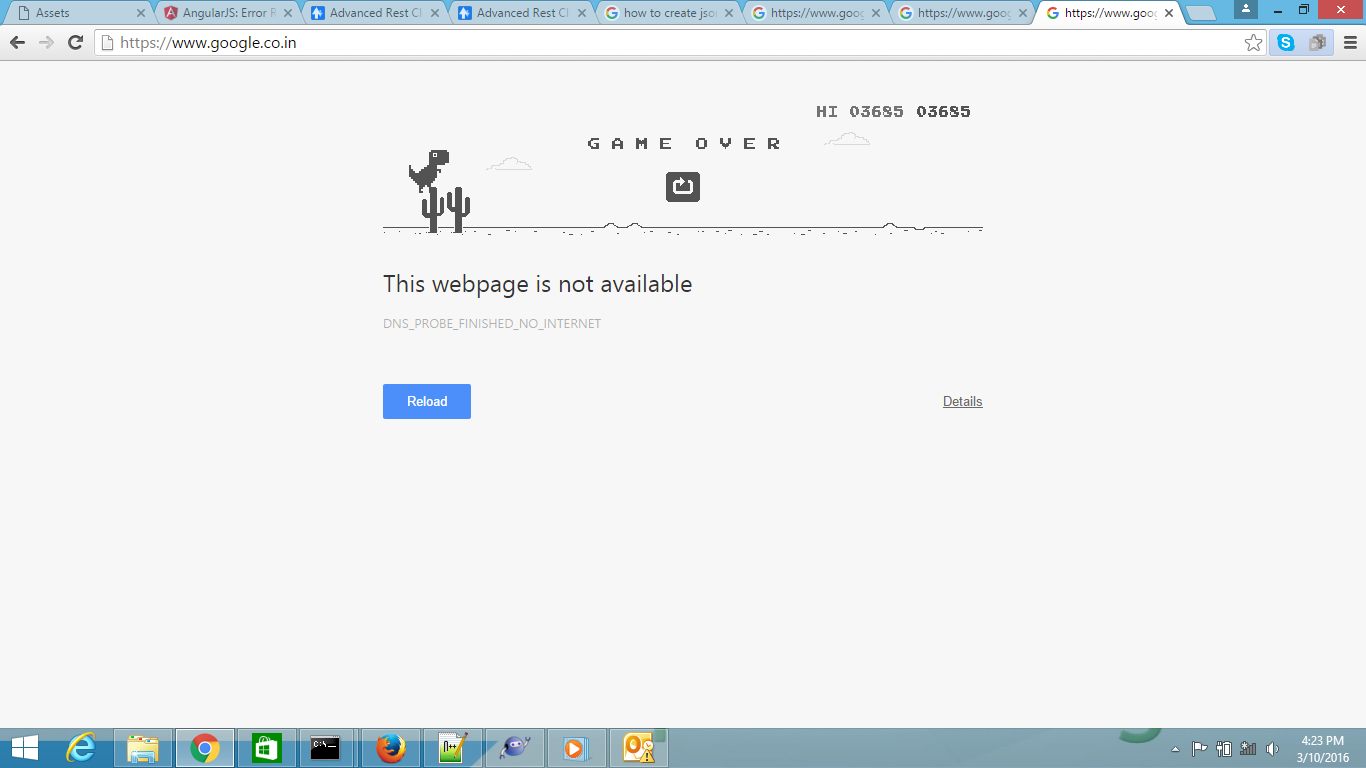 Assets
AngularJS: Error R
Advanced Rest Cl
Advanced Rest Cl
how to create jso
https://www.goog
https://www.goog
https://www.goog
https://www.google.co.in
HI 03685 03685
GAME OVER
This webpage is not available
DNS_PROBE_FINISHED_NO_INTERNET
Reload
Details
4:23 PM
3/10/2016